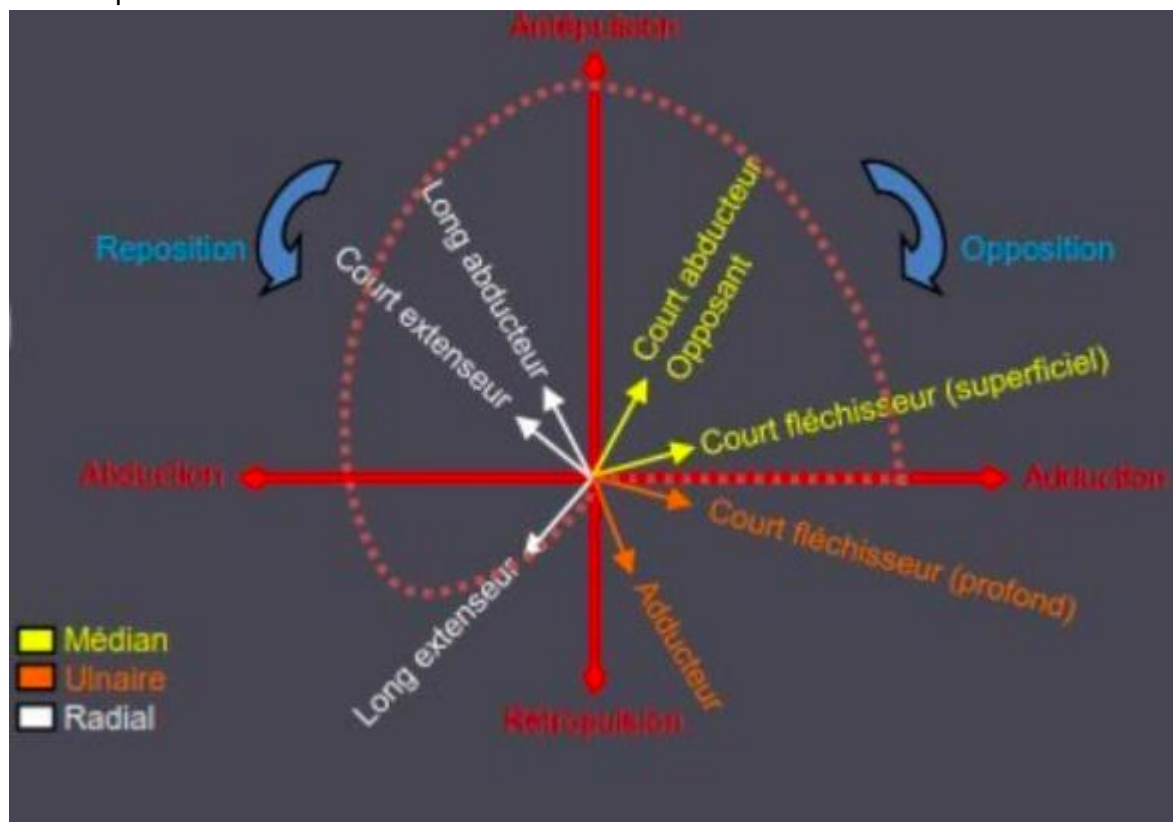 Antépulsion
Reposition
Opposition
Long abducteur
Court extenseur
Court abducteur
Opposant
Court fléchisseur (superficiel)
Abduction
Adduction
Court fléchisseur (profond)
Adducteur
Long extenseur
Rétropulsion
Médian
Ulnaire
Radial